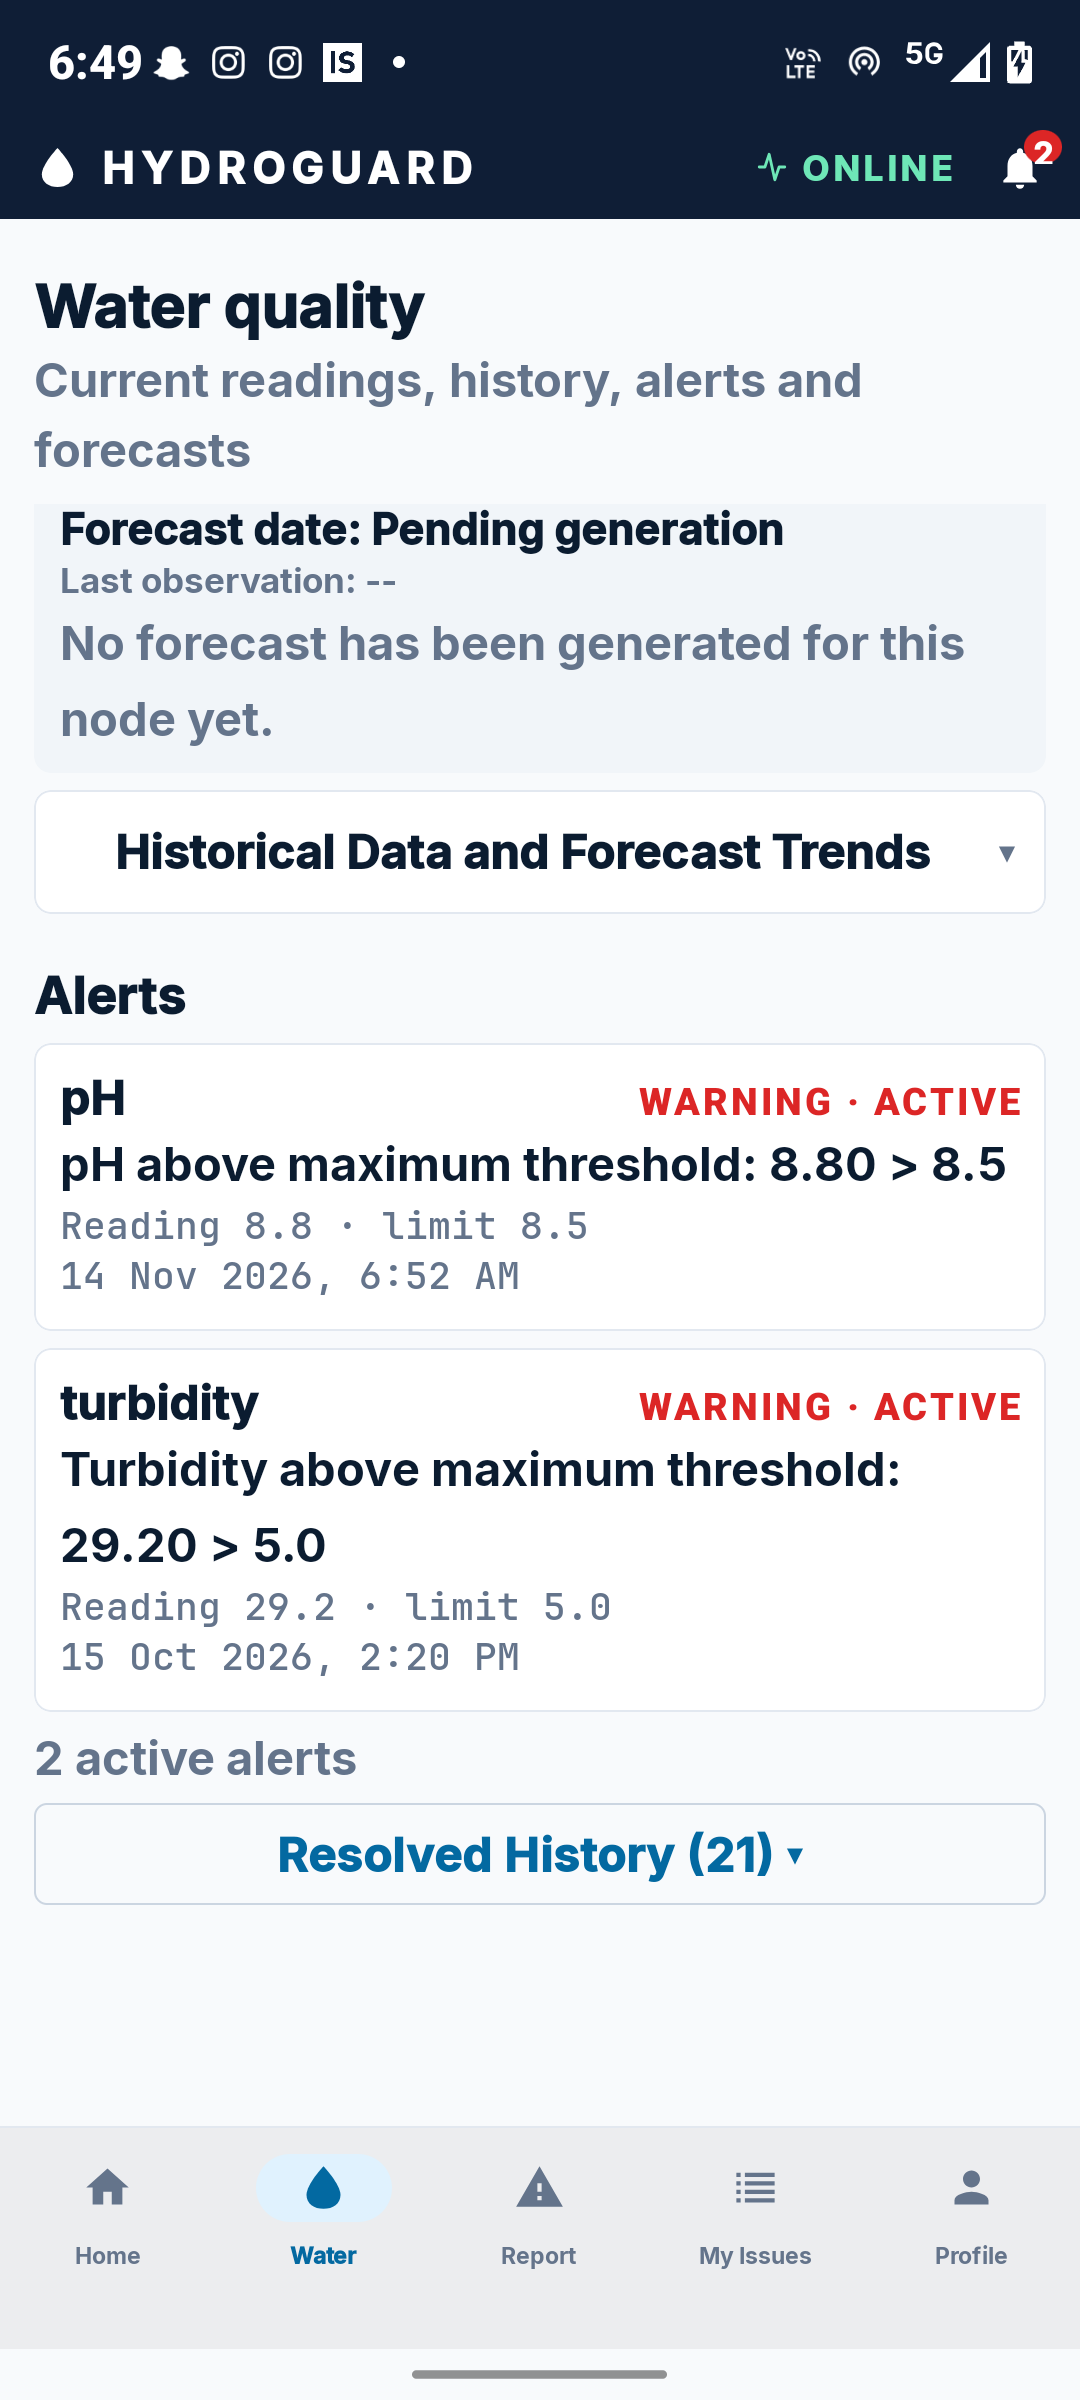 6:49
IS
Vo LTE
5G
HYDROGUARD
ONLINE
2
Water quality
Current readings, history, alerts and
forecasts
Forecast date: Pending generation
Last observation: --
No forecast has been generated for this
node yet.
Historical Data and Forecast Trends ▾
Alerts
pH
WARNING · ACTIVE
pH above maximum threshold: 8.80 > 8.5
Reading 8.8 · limit 8.5
14 Nov 2026, 6:52 AM
turbidity
WARNING · ACTIVE
Turbidity above maximum threshold:
29.20 > 5.0
Reading 29.2 · limit 5.0
15 Oct 2026, 2:20 PM
2 active alerts
Resolved History (21) ▾
Home
Water
Report
My Issues
Profile